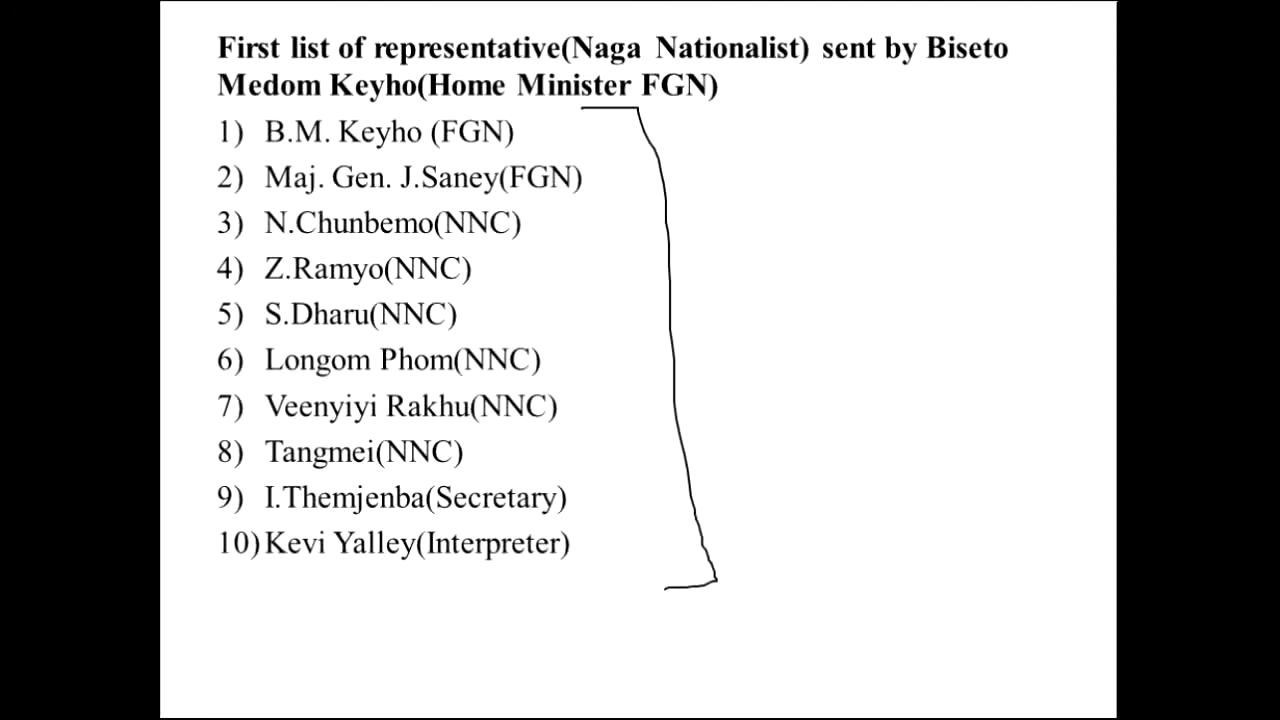 First list of representative(Naga Nationalist) sent by Biseto
Medom Keyho(Home Minister FGN)
1) B.M. Keyho (FGN)
2) Maj. Gen. J.Saney(FGN)
3) N.Chunbemo(NNC)
4) Z.Ramyo(NNC)
5) S.Dharu(NNC)
6) Longom Phom(NNC)
7) Veenyiyi Rakhu(NNC)
8) Tangmei(NNC)
9) I.Themjenba(Secretary)
10) Kevi Yalley(Interpreter)